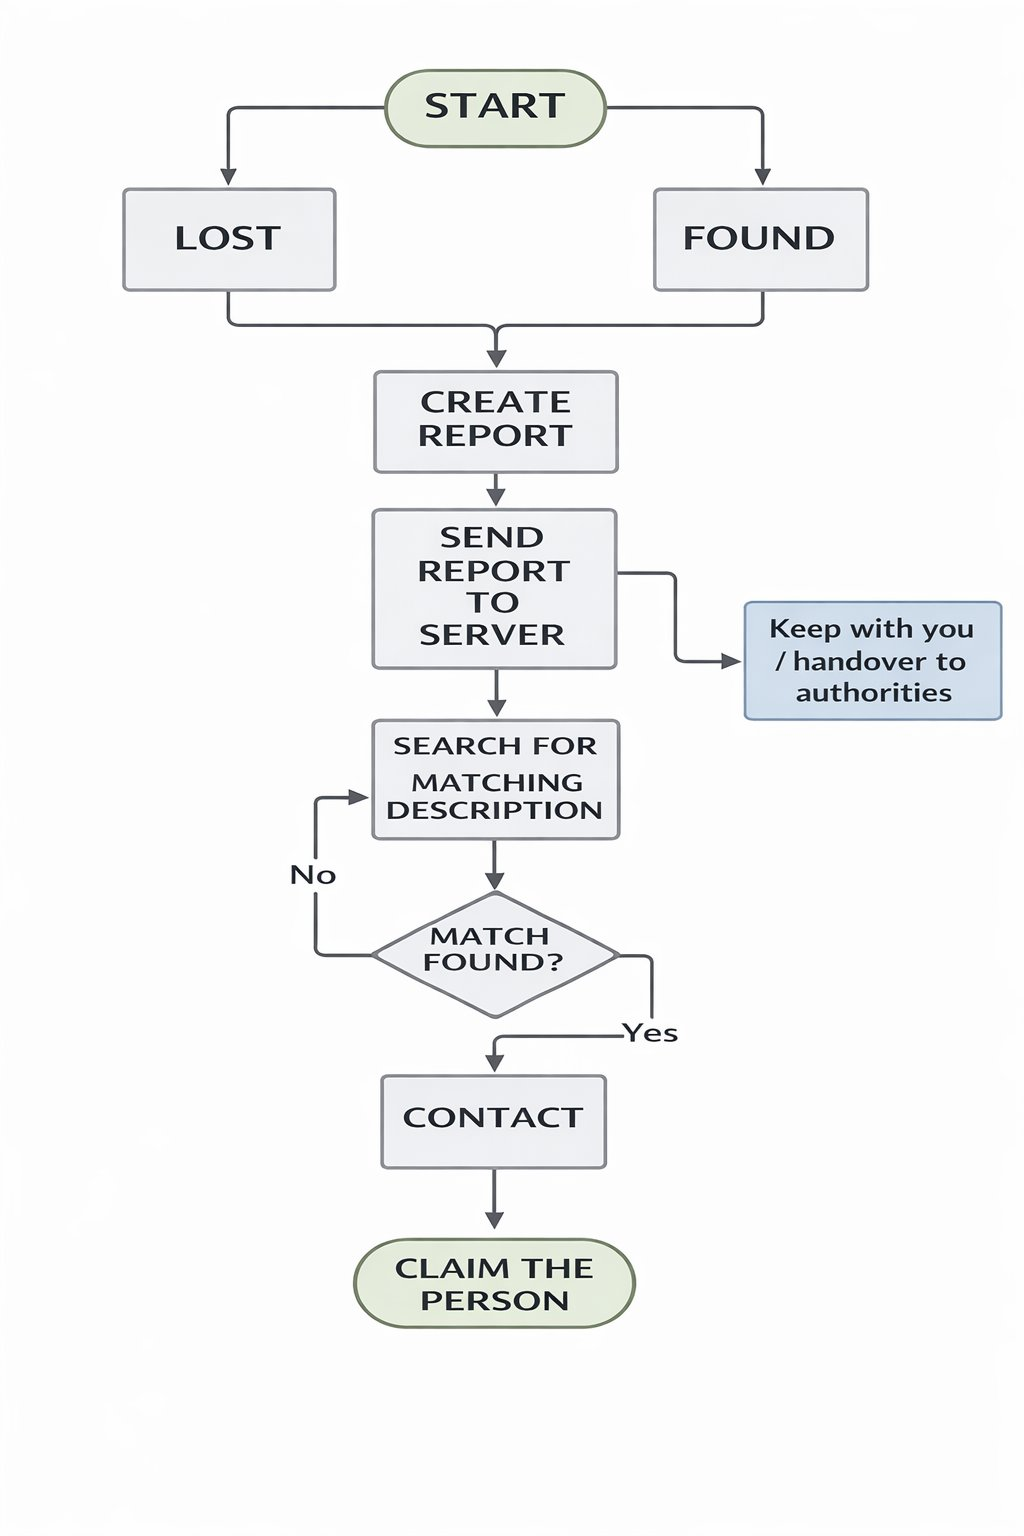 START
LOST
FOUND
CREATE
REPORT
SEND
REPORT
TO
SERVER
Keep with you
/ handover to
authorities
SEARCH FOR
MATCHING
DESCRIPTION
No
MATCH
FOUND?
Yes
CONTACT
CLAIM THE
PERSON